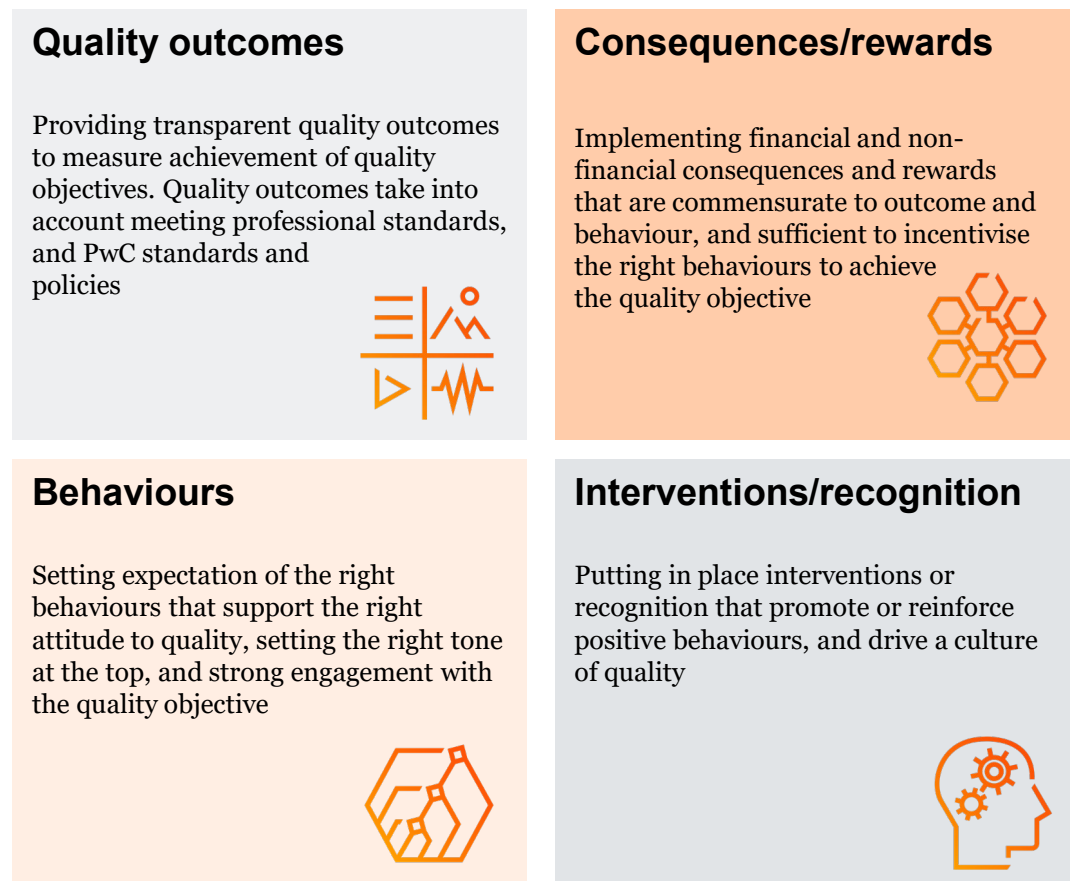 Quality outcomes
Providing transparent quality outcomes
to measure achievement of quality
objectives. Quality outcomes take into
account meeting professional standards,
and PwC standards and
policies
Consequences/rewards
Implementing financial and non-
financial consequences and rewards
that are commensurate to outcome and
behaviour, and sufficient to incentivise
the right behaviours to achieve
the quality objective
Behaviours
Setting expectation of the right
behaviours that support the right
attitude to quality, setting the right tone
at the top, and strong engagement with
the quality objective
Interventions/recognition
Putting in place interventions or
recognition that promote or reinforce
positive behaviours, and drive a culture
of quality